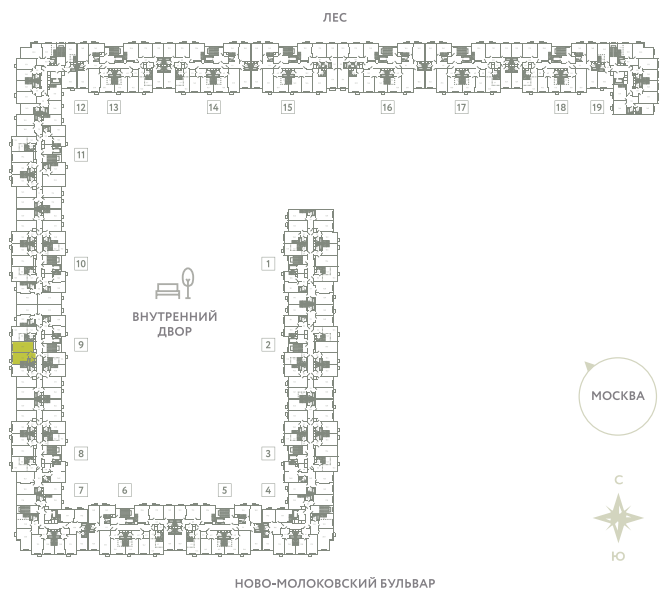 ЛЕС
12 13 14 15 16 17 18 19
11
10 1
ВНУТРЕННИЙ
ДВОР
9 2
МОСКВА
8 3
С
7 6 5 4
Ю
НОВО-МОЛОКОВСКИЙ БУЛЬВАР